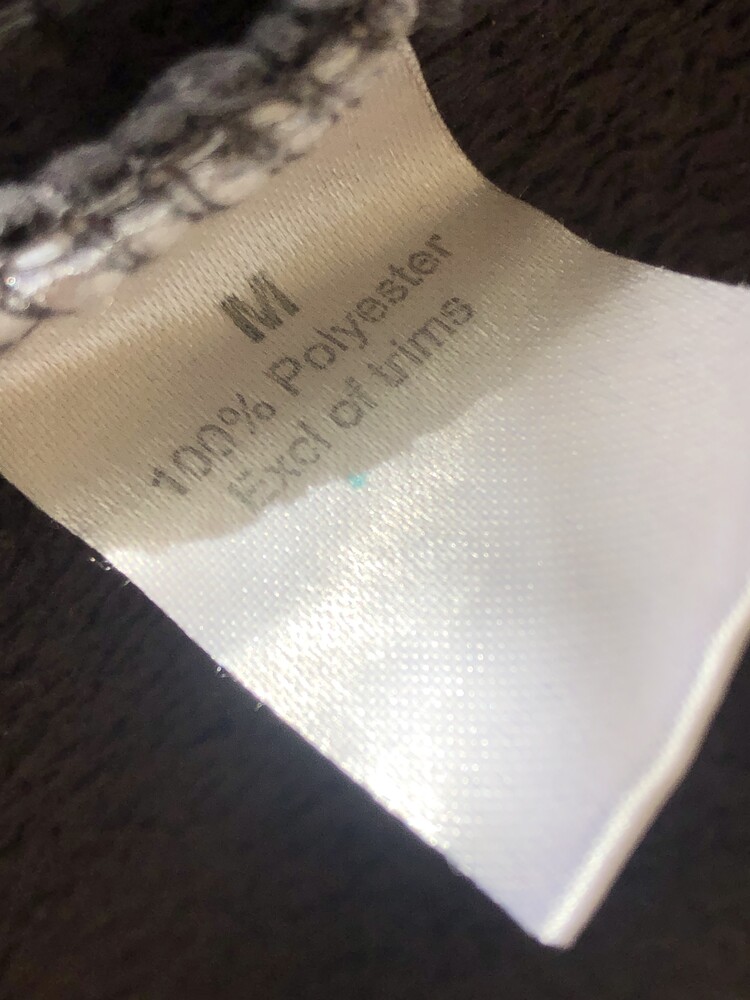 M
100% Polyester
Excl of trims